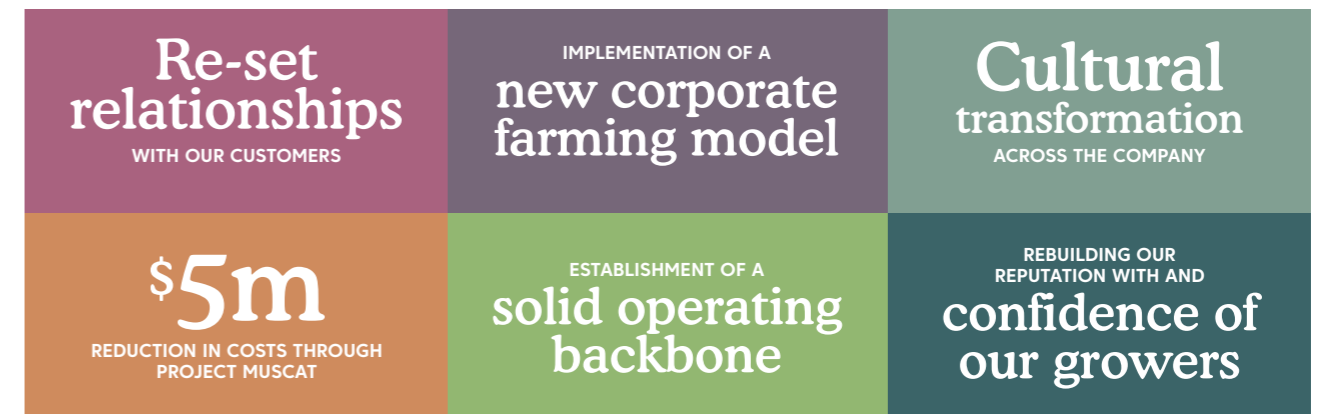 Re-set
relationships
WITH OUR CUSTOMERS
IMPLEMENTATION OF A
new corporate
farming model
Cultural
transformation
ACROSS THE COMPANY
$5m
REDUCTION IN COSTS THROUGH
PROJECT MUSCAT
ESTABLISHMENT OF A
solid operating
backbone
REBUILDING OUR
REPUTATION WITH AND
confidence of
our growers